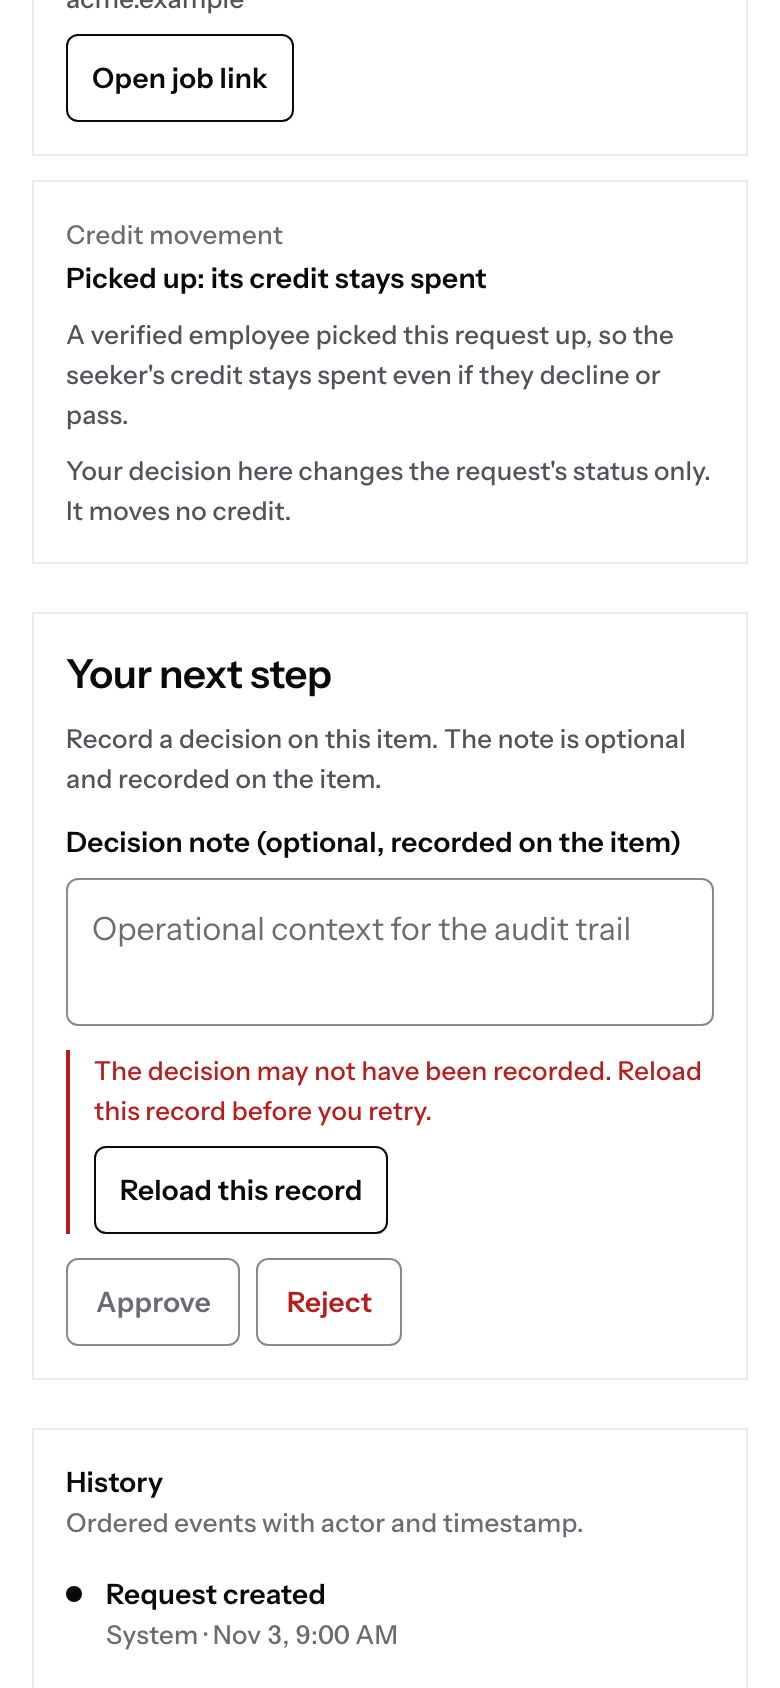 acme.example
Open job link
Credit movement
Picked up: its credit stays spent
A verified employee picked this request up, so the
seeker's credit stays spent even if they decline or
pass.
Your decision here changes the request's status only.
It moves no credit.
Your next step
Record a decision on this item. The note is optional
and recorded on the item.
Decision note (optional, recorded on the item)
Operational context for the audit trail
The decision may not have been recorded. Reload
this record before you retry.
Reload this record
Approve
Reject
History
Ordered events with actor and timestamp.
Request created
System · Nov 3, 9:00 AM